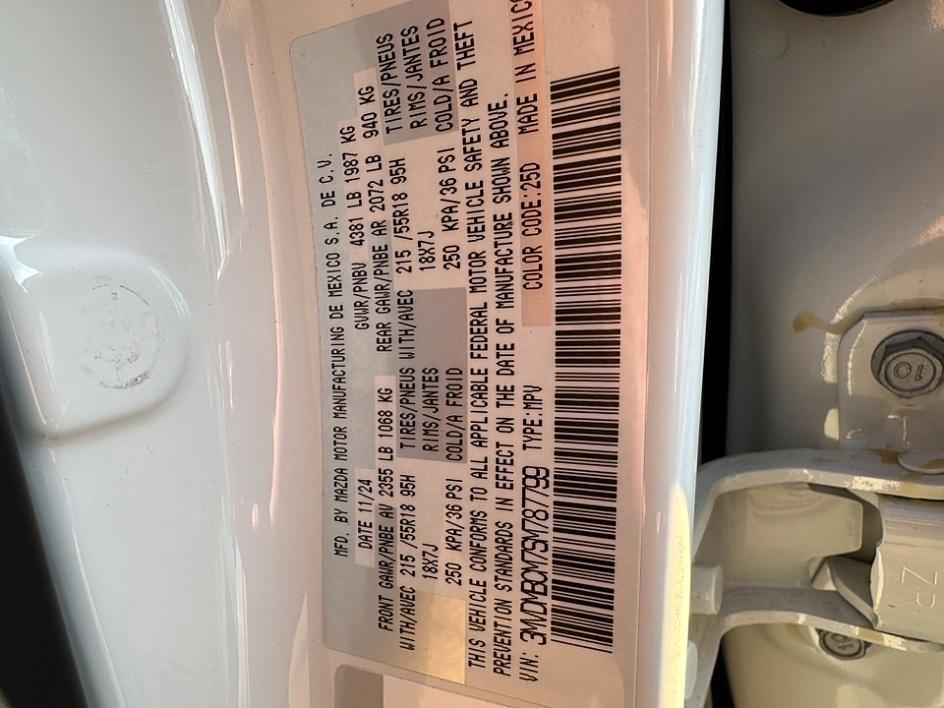 MFD. BY MAZDA MOTOR MANUFACTURING DE MEXICO S.A. DE C.V.
DATE 11/24 GVWR/PNBV 4381 LB 1987 KG
FRONT GAWR/PNBE AV 2355 LB 1068 KG REAR GAWR/PNBE AR 2072 LB 940 KG
WITH/AVEC 215 /55R18 95H TIRES/PNEUS WITH/AVEC 215 /55R18 95H TIRES/PNEUS
18X7J RIMS/JANTES 18X7J RIMS/JANTES
250 KPA/36 PSI COLD/A FROID 250 KPA/36 PSI COLD/A FROID
THIS VEHICLE CONFORMS TO ALL APPLICABLE FEDERAL MOTOR VEHICLE SAFETY AND THEFT
PREVENTION STANDARDS IN EFFECT ON THE DATE OF MANUFACTURE SHOWN ABOVE.
VIN: 3MVDMBCM7SM787799 TYPE:MPV COLOR CODE:25D MADE IN MEXICO
10
ZR